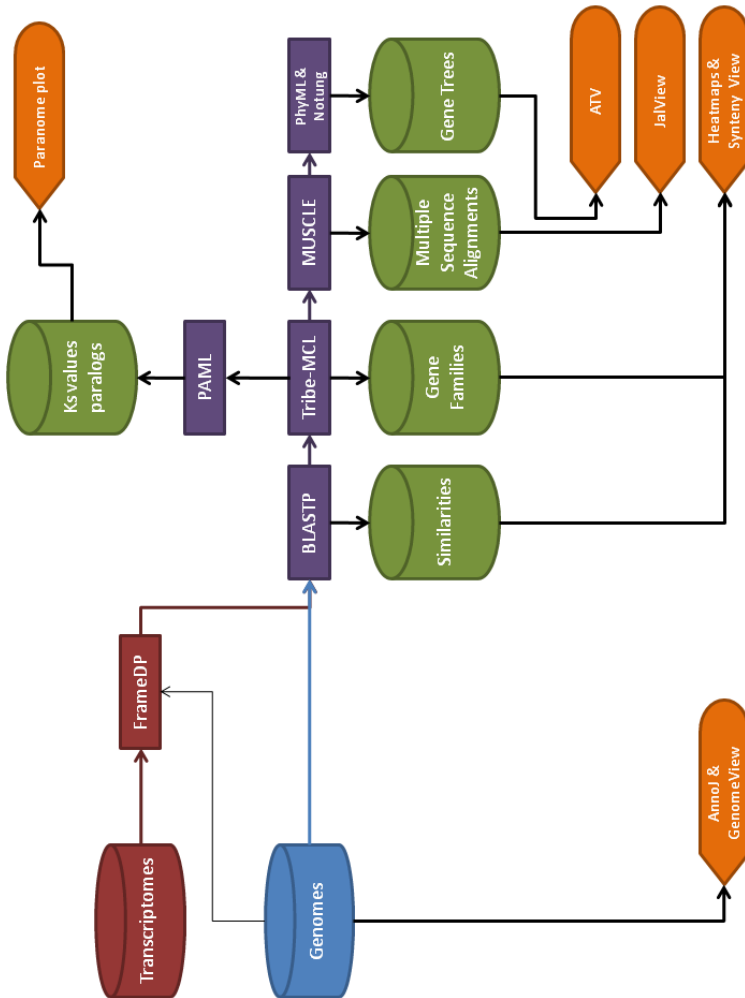 Transcriptomes
Genomes
FrameDP
AnnoJ &
GenomeView
BLASTP
Similarities
Ks values
paralogs
PAML
Tribe-MCL
Gene
Families
Paranome plot
MUSCLE
Multiple
Sequence
Alignments
PhyML &
Notung
Gene Trees
ATV
JalView
Heatmaps &
Synteny View